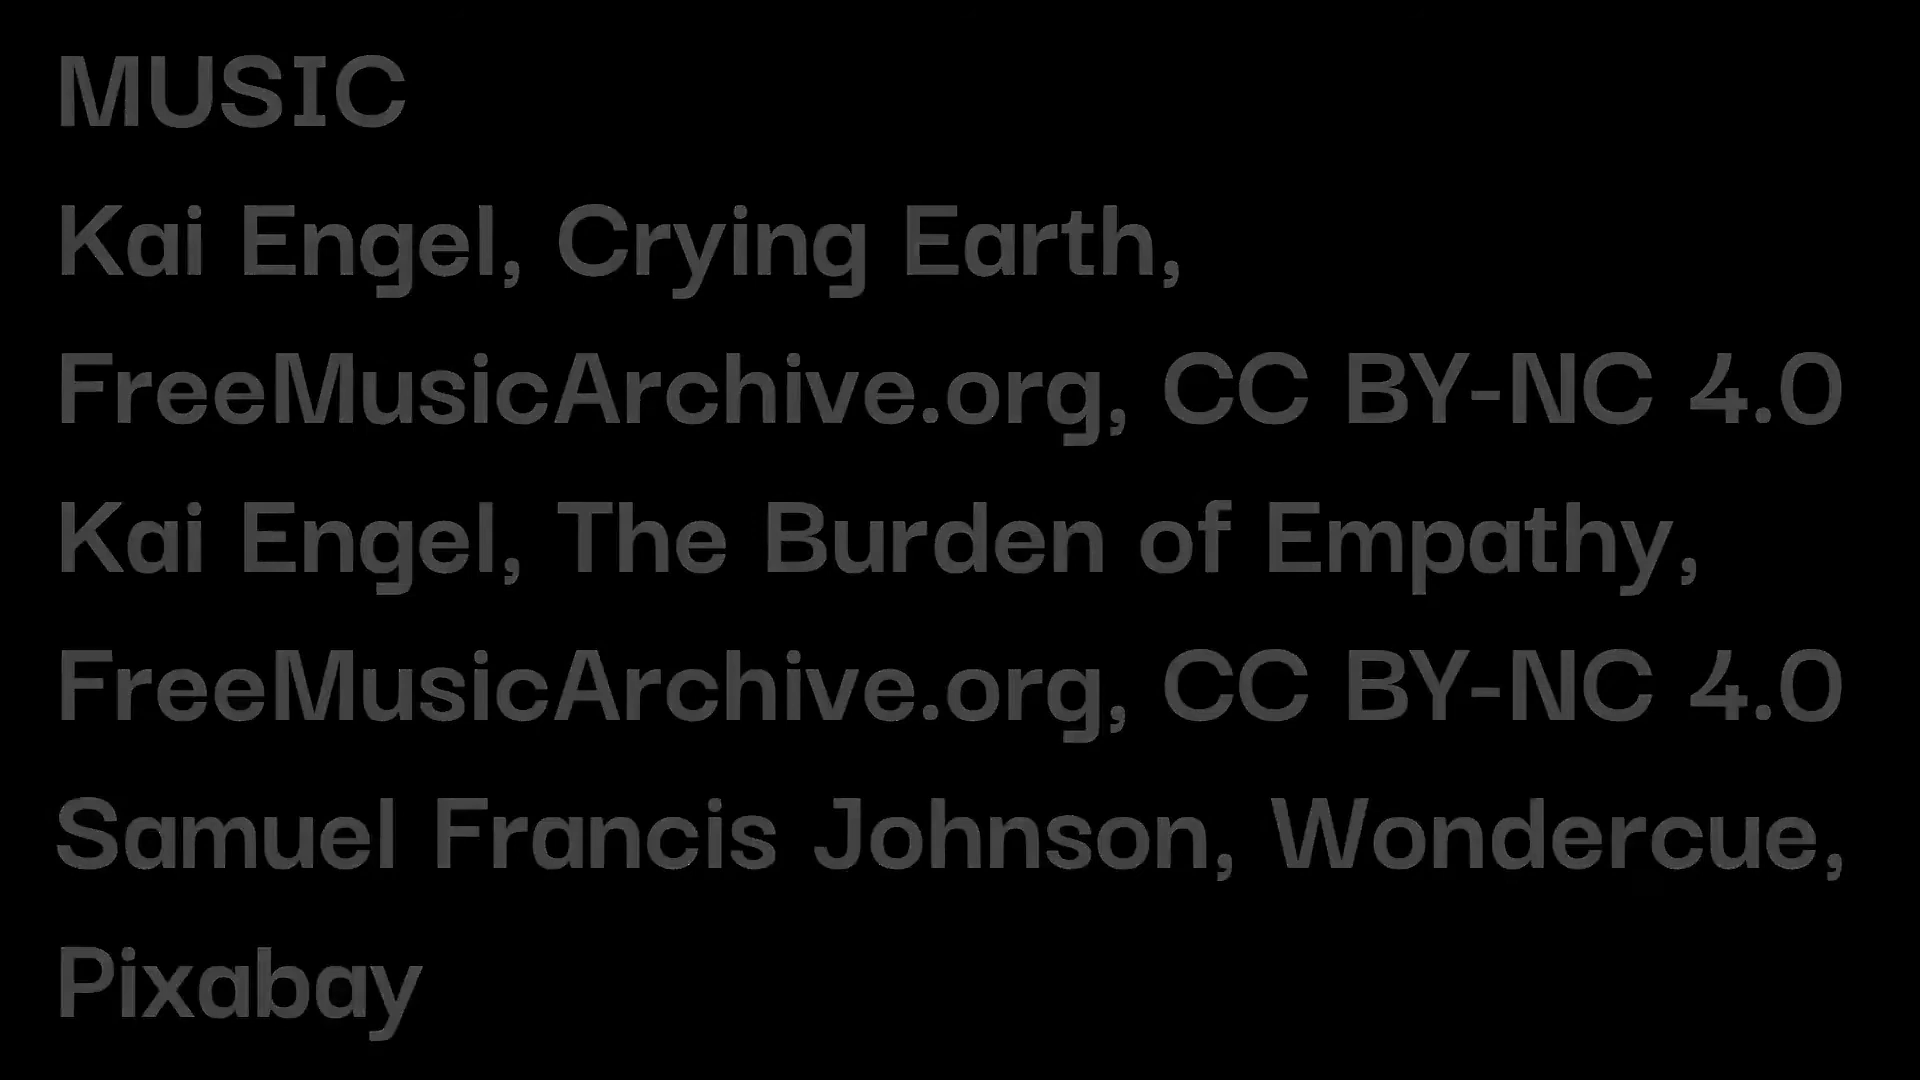 MUSIC
Kai Engel, Crying Earth,
FreeMusicArchive.org, CC BY-NC 4.0
Kai Engel, The Burden of Empathy,
FreeMusicArchive.org, CC BY-NC 4.0
Samuel Francis Johnson, Wondercue,
Pixabay